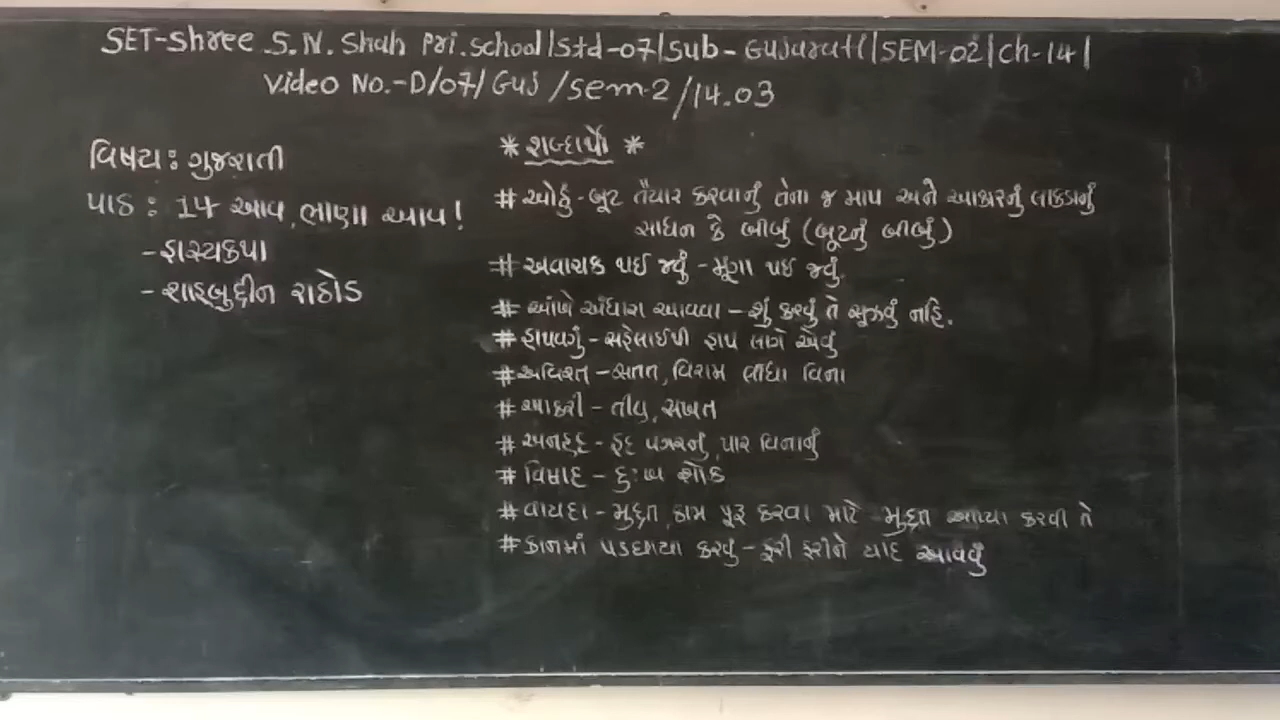 SET-Shree S.N. Shah Pri. School|Std-07|Sub-Gujarati|SEM-02|Ch-14|
Video No.-D/07/Guj/sem-2/14.03
વિષય : ગુજરાતી
પાઠ : 14 આવ, ભાણા આવ!
- હાસ્યકથા
- શાહબુદ્દીન રાઠોડ
* શબ્દાર્થો *
# ઓઠું - બૂટ તૈયાર કરવાનું તેના જ માપ અને આકારનું લાકડાનું
સાધન કે બીબું (બૂટનું બીબું)
# અવાચક થઈ જવું - મૂંગા થઈ જવું.
# આંખે અંધારા આવવા - શું કરવું તે સૂઝવું નહિ.
# હાથવગું - સહેલાઈથી હાથ લાગે એવું
# અવિરત - સતત, વિરામ લીધા વિના
# આકરી - તીવ્ર, સખત
# અનહદ - હદ વગરનું, પાર વિનાનું
# વિષાદ - દુઃખ શોક
# વાયદા - મુદ્દત, કામ પૂરૂ કરવા માટે મુદ્દત આપ્યા કરવી તે
# કાનમાં પડઘાયા કરવું - ફરી ફરીને યાદ આવવું